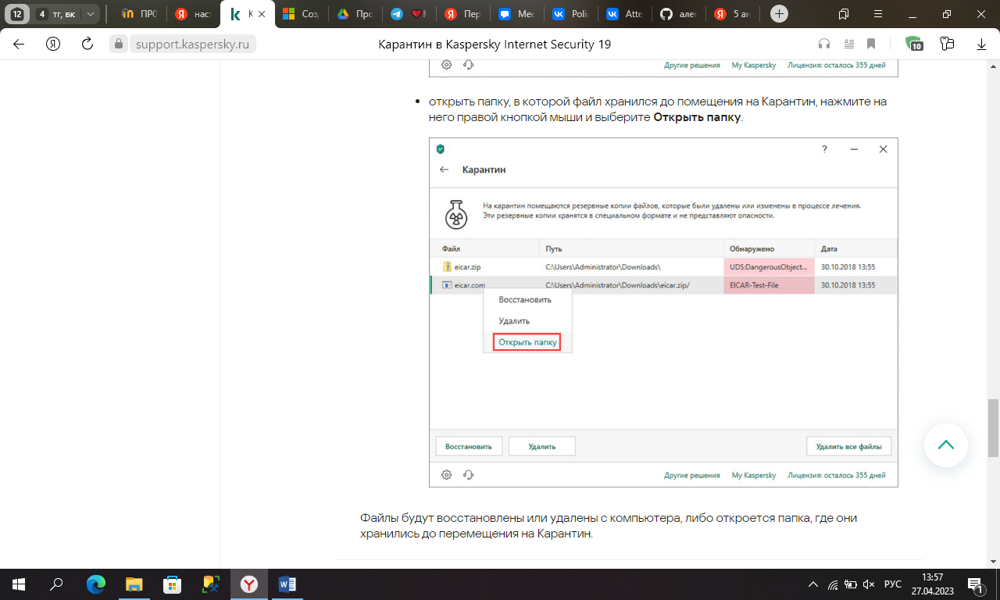 12
4 тг, вк
ПРО
наст
К
Созд
Про
М
Пер
Мес
Polit
Atte
але
5 ан
support.kaspersky.ru
Карантин в Kaspersky Internet Security 19
10
Другие решения My Kaspersky Лицензия: осталось 355 дней
• открыть папку, в которой файл хранился до помещения на Карантин, нажмите на
него правой кнопкой мыши и выберите Открыть папку.
?
Карантин
На карантин помещаются резервные копии файлов, которые были удалены или изменены в процессе лечения.
Эти резервные копии хранятся в специальном формате и не представляют опасности.
Файл Путь Обнаружено Дата
eicar.zip C:\Users\Administrator\Downloads\ UDS:DangerousObject... 30.10.2018 13:55
eicar.com C:\Users\Administrator\Downloads\eicar.zip/ EICAR-Test-File 30.10.2018 13:55
Восстановить
Удалить
Открыть папку
Восстановить Удалить Удалить все файлы
Другие решения My Kaspersky Лицензия: осталось 355 дней
Файлы будут восстановлены или удалены с компьютера, либо откроется папка, где они
хранились до перемещения на Карантин.
РУС
13:57
27.04.2023
1